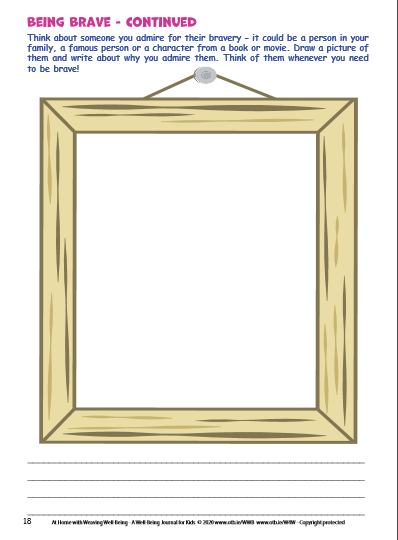 BEING BRAVE - CONTINUED
Think about someone you admire for their bravery - it could be a person in your
family, a famous person or a character from a book or movie. Draw a picture of
them and write about why you admire them. Think of them whenever you need
to be brave!
18 At Home with Weaving Well-Being - A Well-Being Journal for Kids © 2020 www.otb.ie/WWB www.otb.ie/WIW - Copyright protected